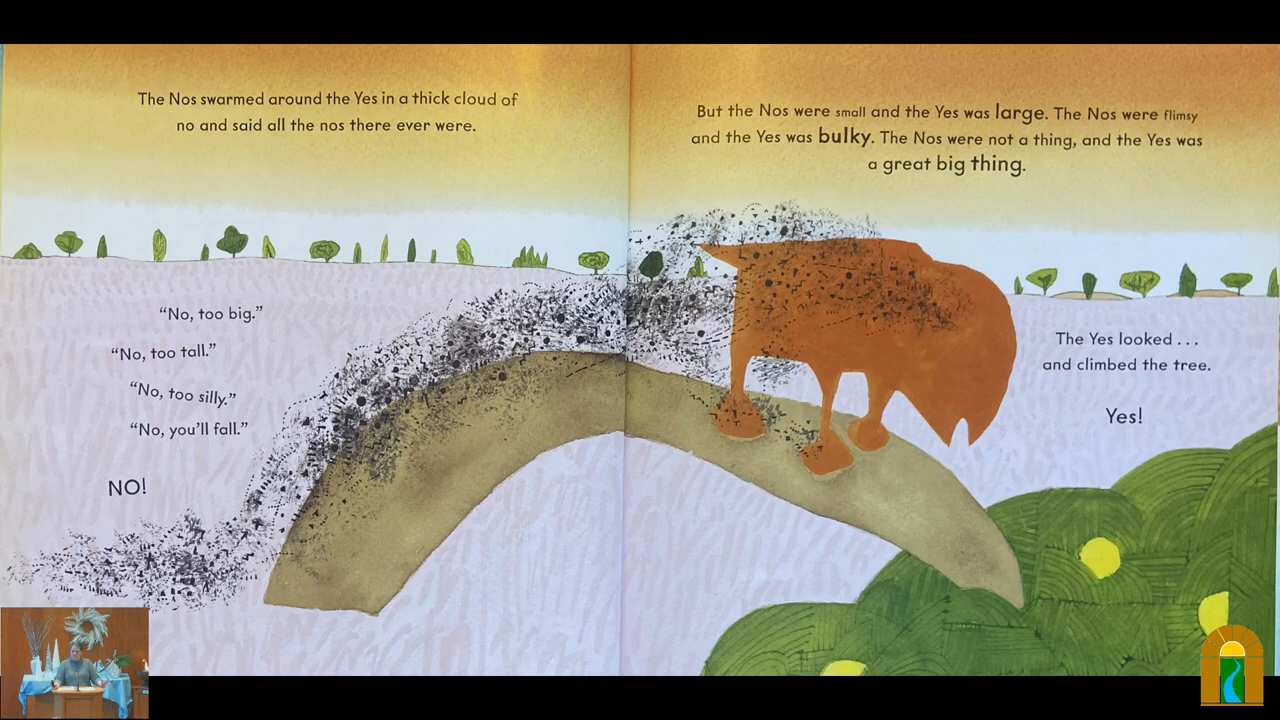 The Nos swarmed around the Yes in a thick cloud of
no and said all the nos there ever were.
“No, too big.”
“No, too tall.”
“No, too silly.”
“No, you’ll fall.”
NO!
But the Nos were small and the Yes was large. The Nos were flimsy
and the Yes was bulky. The Nos were not a thing, and the Yes was
a great big thing.
The Yes looked . . .
and climbed the tree.
Yes!